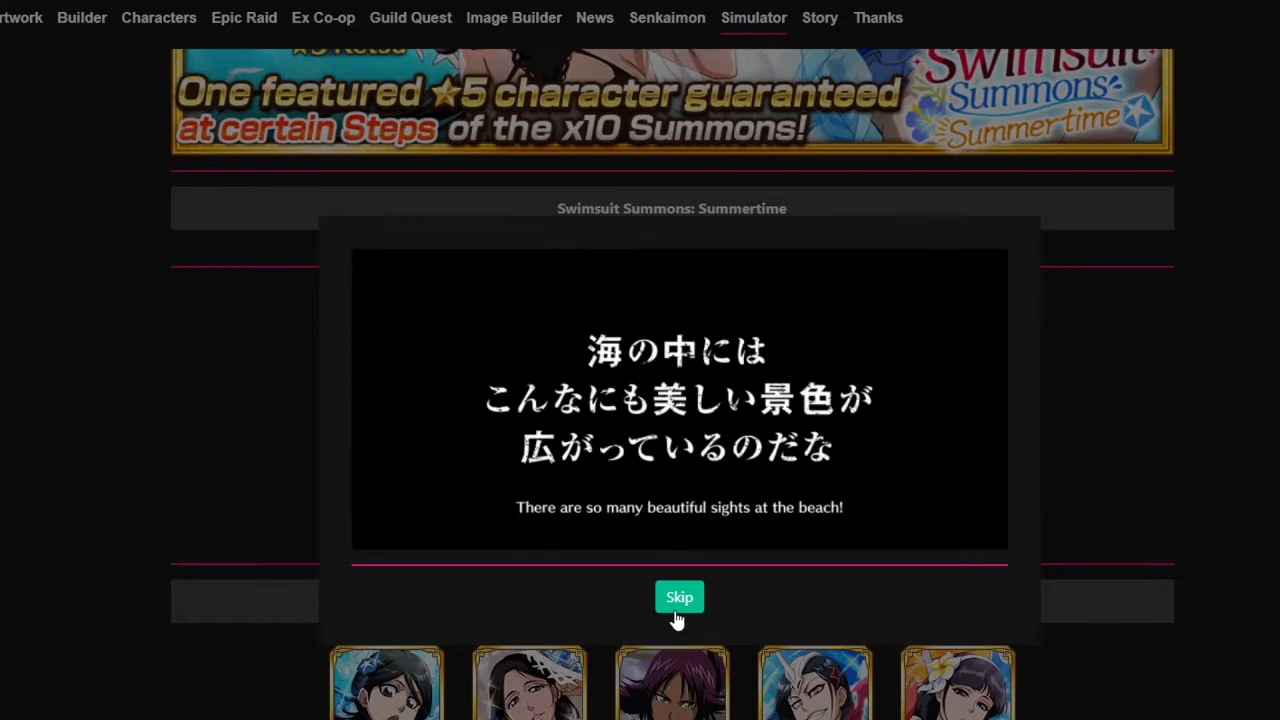 Builder Characters Epic Raid Ex Co-op Guild Quest Image Builder News Senkaimon Simulator Story Thanks
One featured ★5 character guaranteed
at certain Steps of the x10 Summons!
Swimsuit
Summons
Summertime
Swimsuit Summons: Summertime
海の中には
こんなにも美しい景色が
広がっているのだな
There are so many beautiful sights at the beach!
Skip